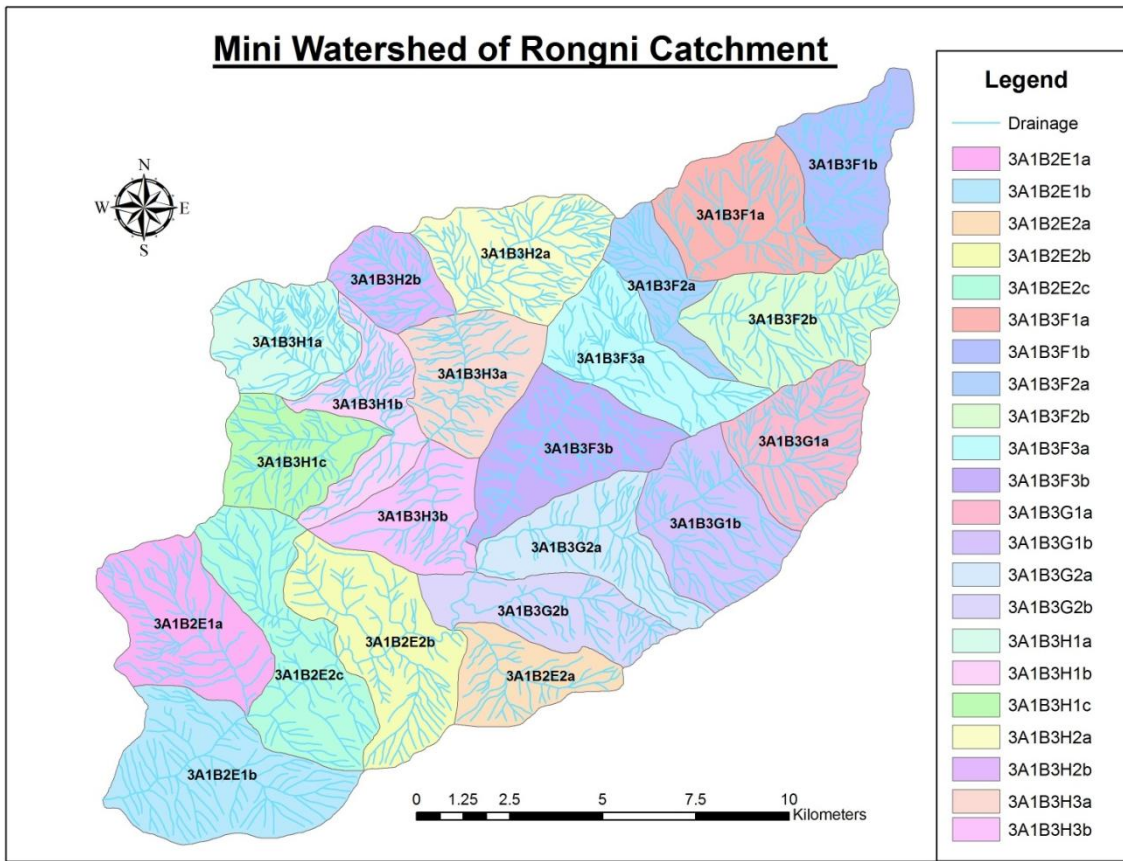 Mini Watershed of Rongni Catchment
N
W E
S
3A1B3F1b
3A1B3F1a
3A1B3H2a
3A1B3H2b
3A1B3F2a
3A1B3F2b
3A1B3H1a
3A1B3F3a
3A1B3H3a
3A1B3H1b
3A1B3G1a
3A1B3F3b
3A1B3H1c
3A1B3H3b
3A1B3G1b
3A1B3G2a
3A1B3G2b
3A1B2E1a
3A1B2E2b
3A1B2E2c
3A1B2E2a
3A1B2E1b
0 1.25 2.5 5 7.5 10
Kilometers
Legend
Drainage
3A1B2E1a
3A1B2E1b
3A1B2E2a
3A1B2E2b
3A1B2E2c
3A1B3F1a
3A1B3F1b
3A1B3F2a
3A1B3F2b
3A1B3F3a
3A1B3F3b
3A1B3G1a
3A1B3G1b
3A1B3G2a
3A1B3G2b
3A1B3H1a
3A1B3H1b
3A1B3H1c
3A1B3H2a
3A1B3H2b
3A1B3H3a
3A1B3H3b